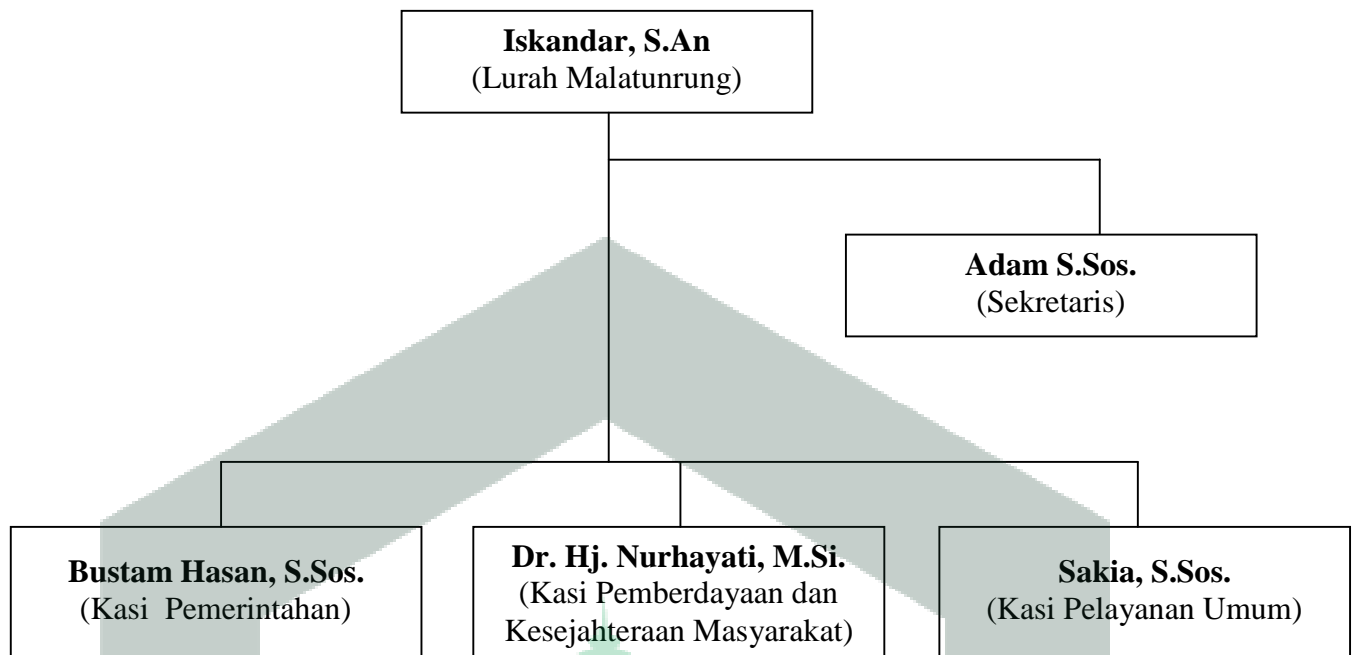 Iskandar, S.An
(Lurah Malatunrung)
Adam S.Sos.
(Sekretaris)
Bustam Hasan, S.Sos.
(Kasi Pemerintahan)
Dr. Hj. Nurhayati, M.Si.
(Kasi Pemberdayaan dan
Kesejahteraan Masyarakat)
Sakia, S.Sos.
(Kasi Pelayanan Umum)